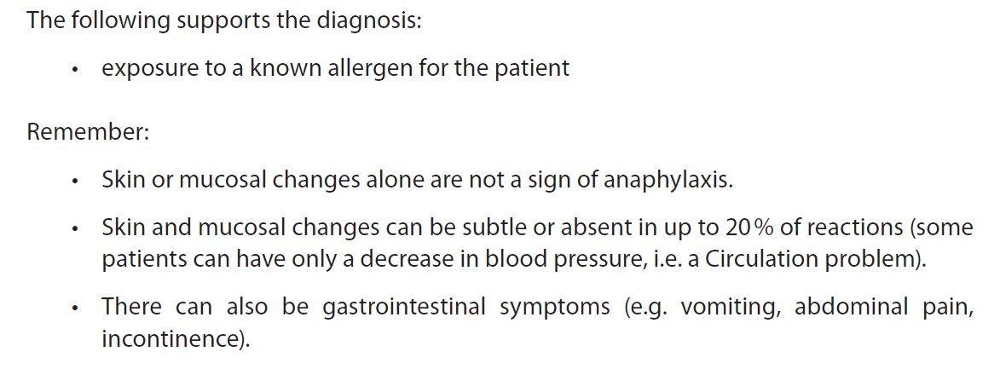 The following supports the diagnosis:
• exposure to a known allergen for the patient
Remember:
• Skin or mucosal changes alone are not a sign of anaphylaxis.
• Skin and mucosal changes can be subtle or absent in up to 20% of reactions (some
patients can have only a decrease in blood pressure, i.e. a Circulation problem).
• There can also be gastrointestinal symptoms (e.g. vomiting, abdominal pain,
incontinence).